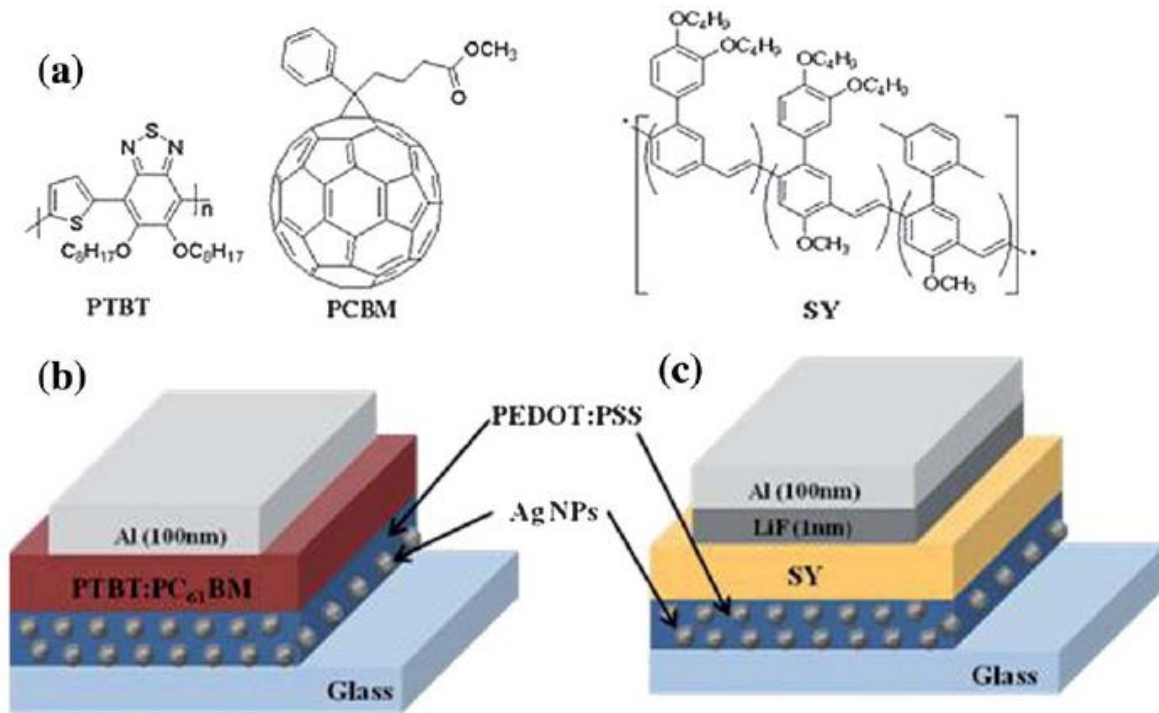 (a)
S
N
N
S
n
C₈H₁₇O
OC₈H₁₇
PTBT
OCH₃
O
PCBM
OC₄H₉
OC₄H₉
OC₄H₉
OC₄H₉
OCH₃
OCH₃
SY
(b)
(c)
PEDOT:PSS
Ag NPs
Al (100nm)
PTBT:PC₆₁BM
Glass
Al (100nm)
LiF (1nm)
SY
Glass